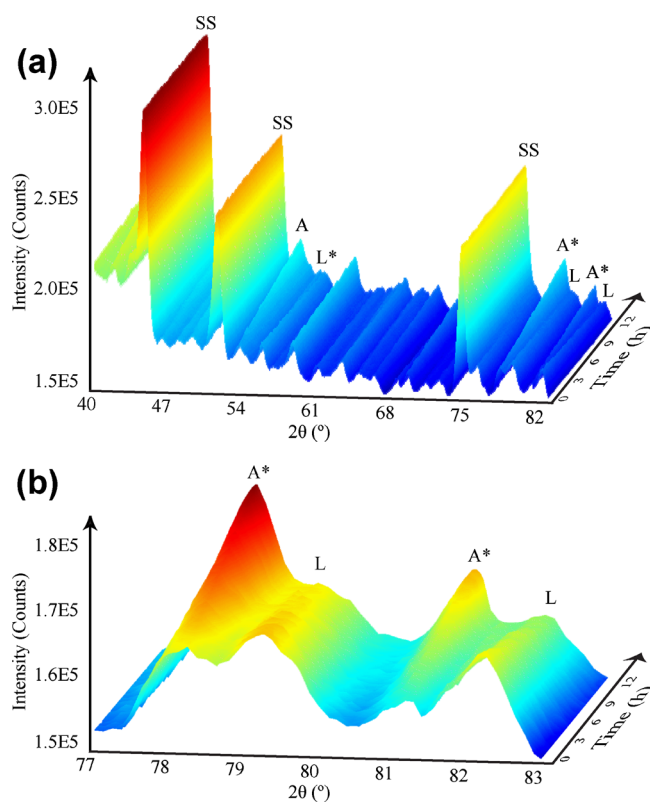 (a)
SS
SS
SS
A
L*
A*
L
A*
L
3.0E5
2.5E5
2.0E5
1.5E5
Intensity (Counts)
40
47
54
61
68
75
82
2θ (º)
0
3
6
9
12
Time (h)
(b)
A*
L
A*
L
1.8E5
1.7E5
1.6E5
1.5E5
Intensity (Counts)
77
78
79
80
81
82
83
2θ (º)
0
3
6
9
12
Time (h)